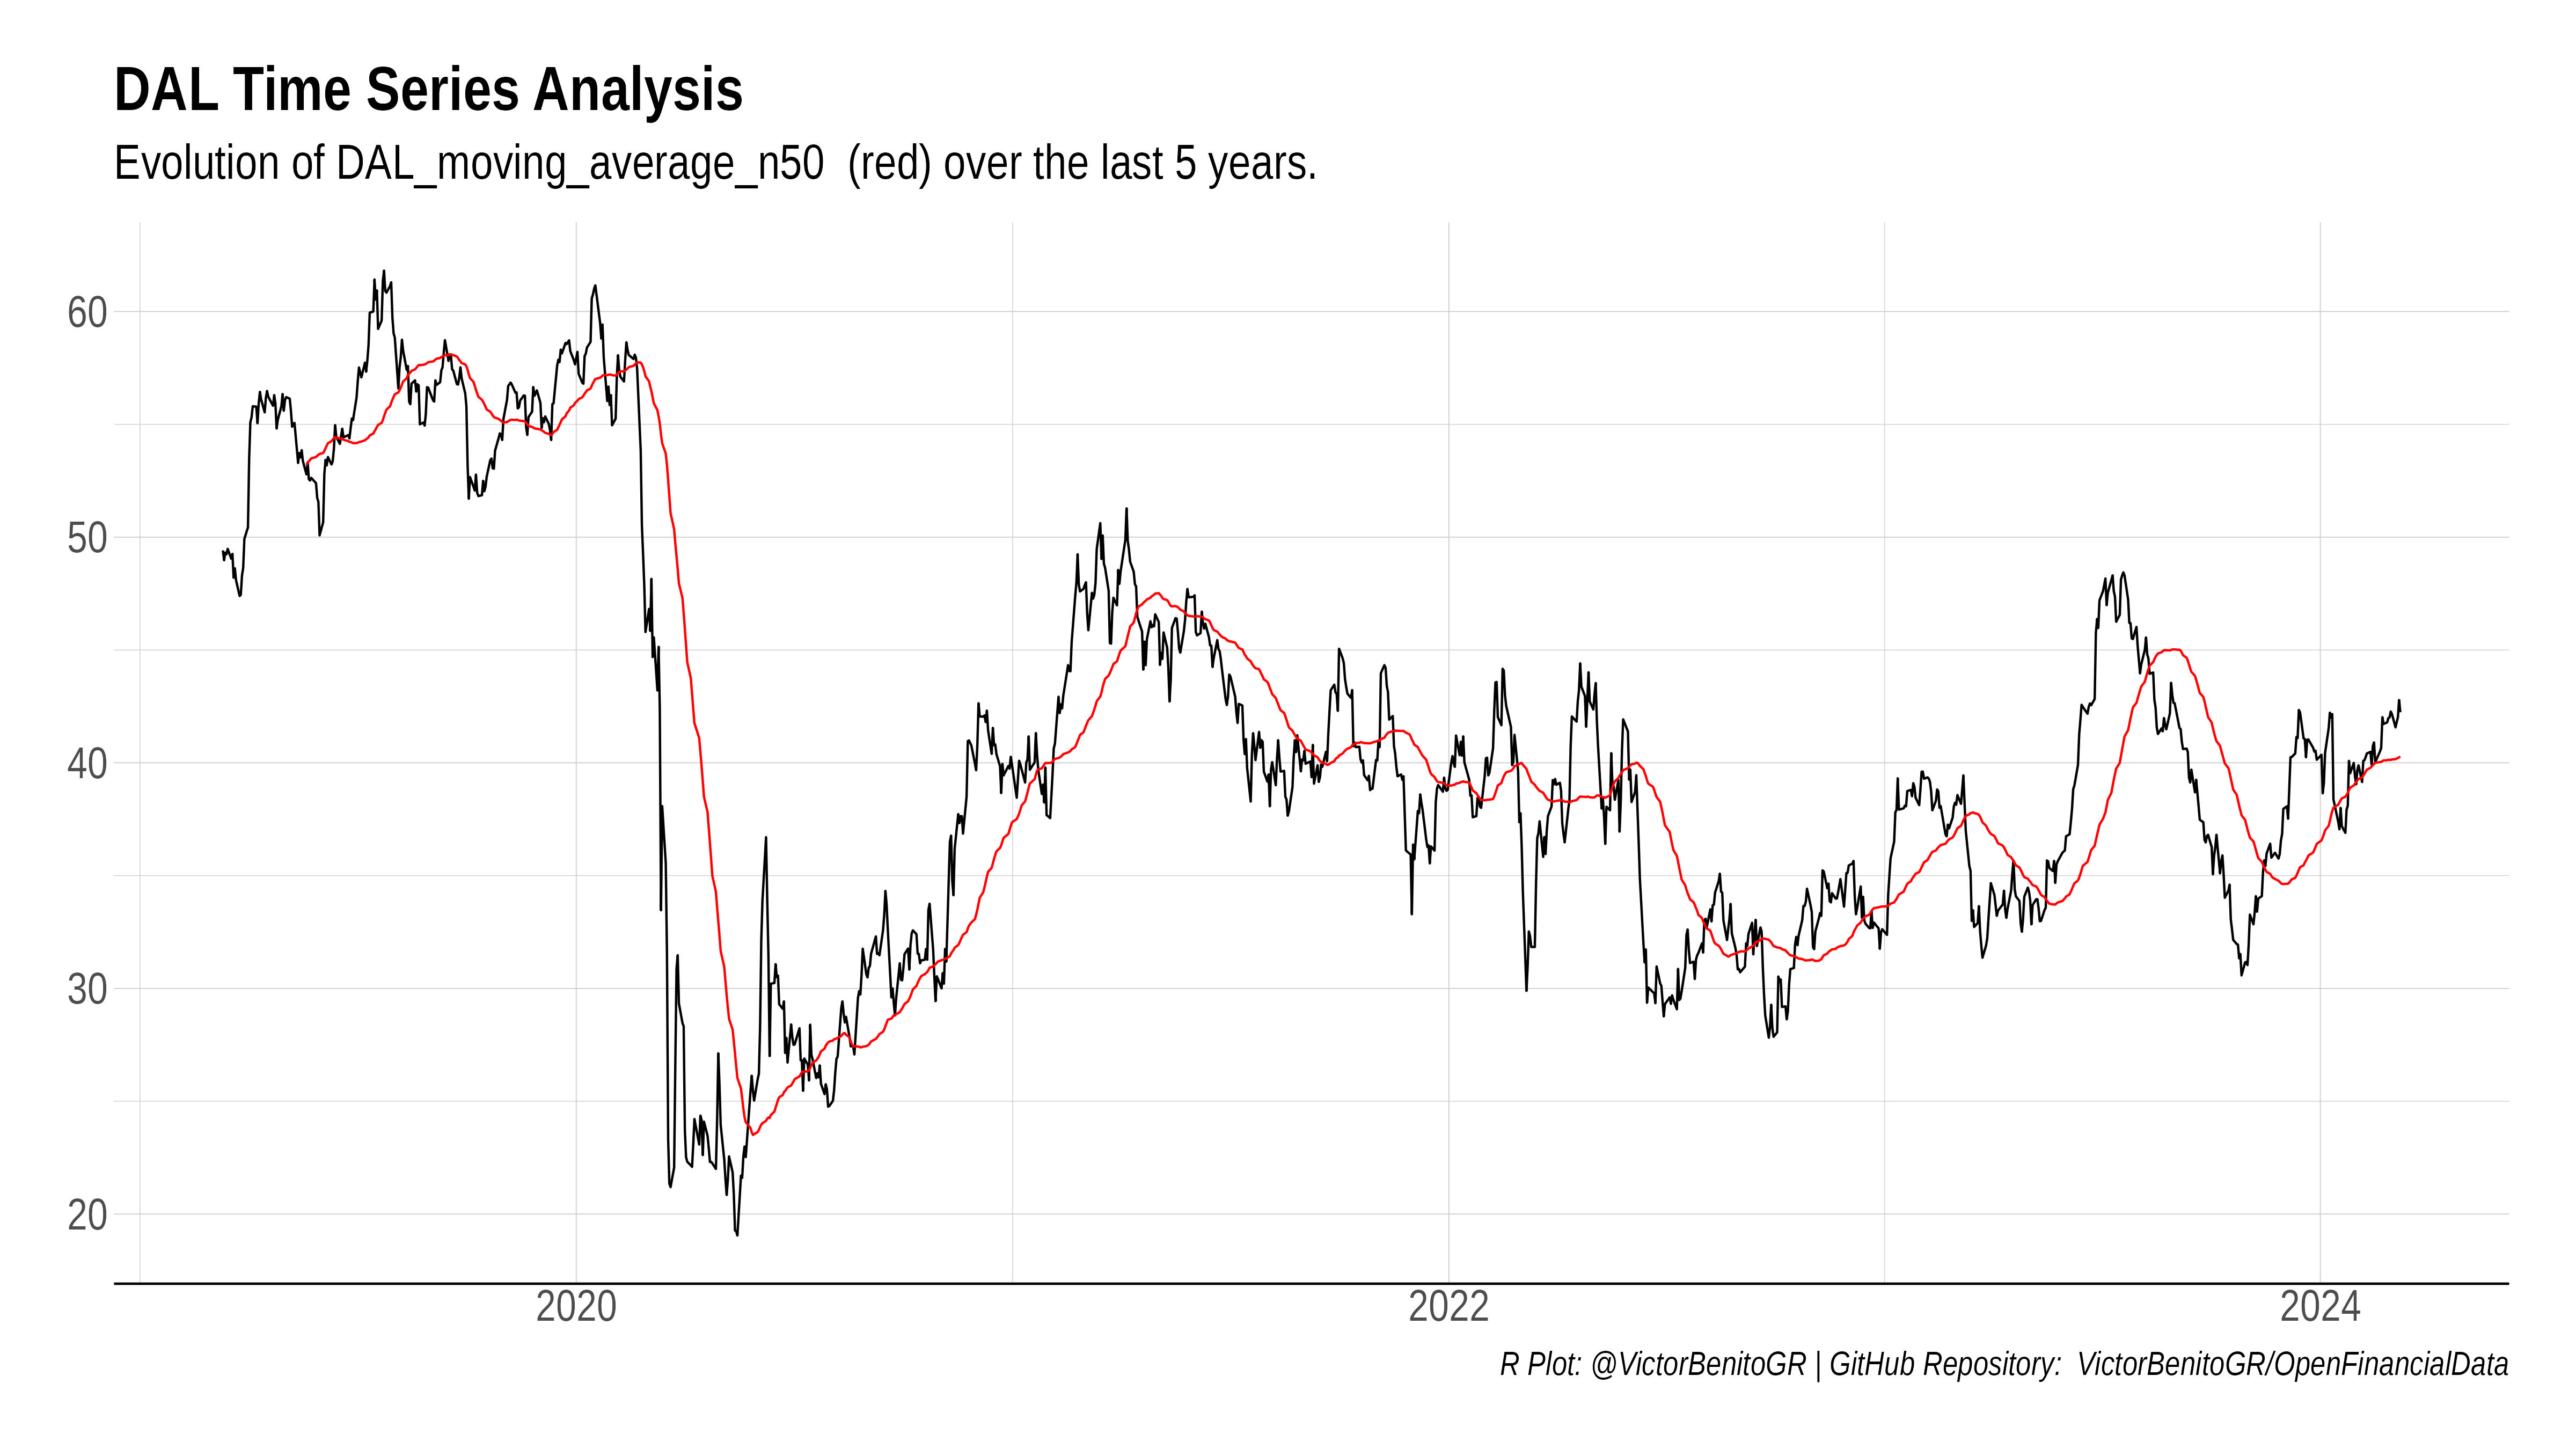 DAL Time Series Analysis
Evolution of DAL_moving_average_n50  (red) over the last 5 years.
60
50
40
30
20
2020 2022 2024
R Plot: @VictorBenitoGR | GitHub Repository:  VictorBenitoGR/OpenFinancialData